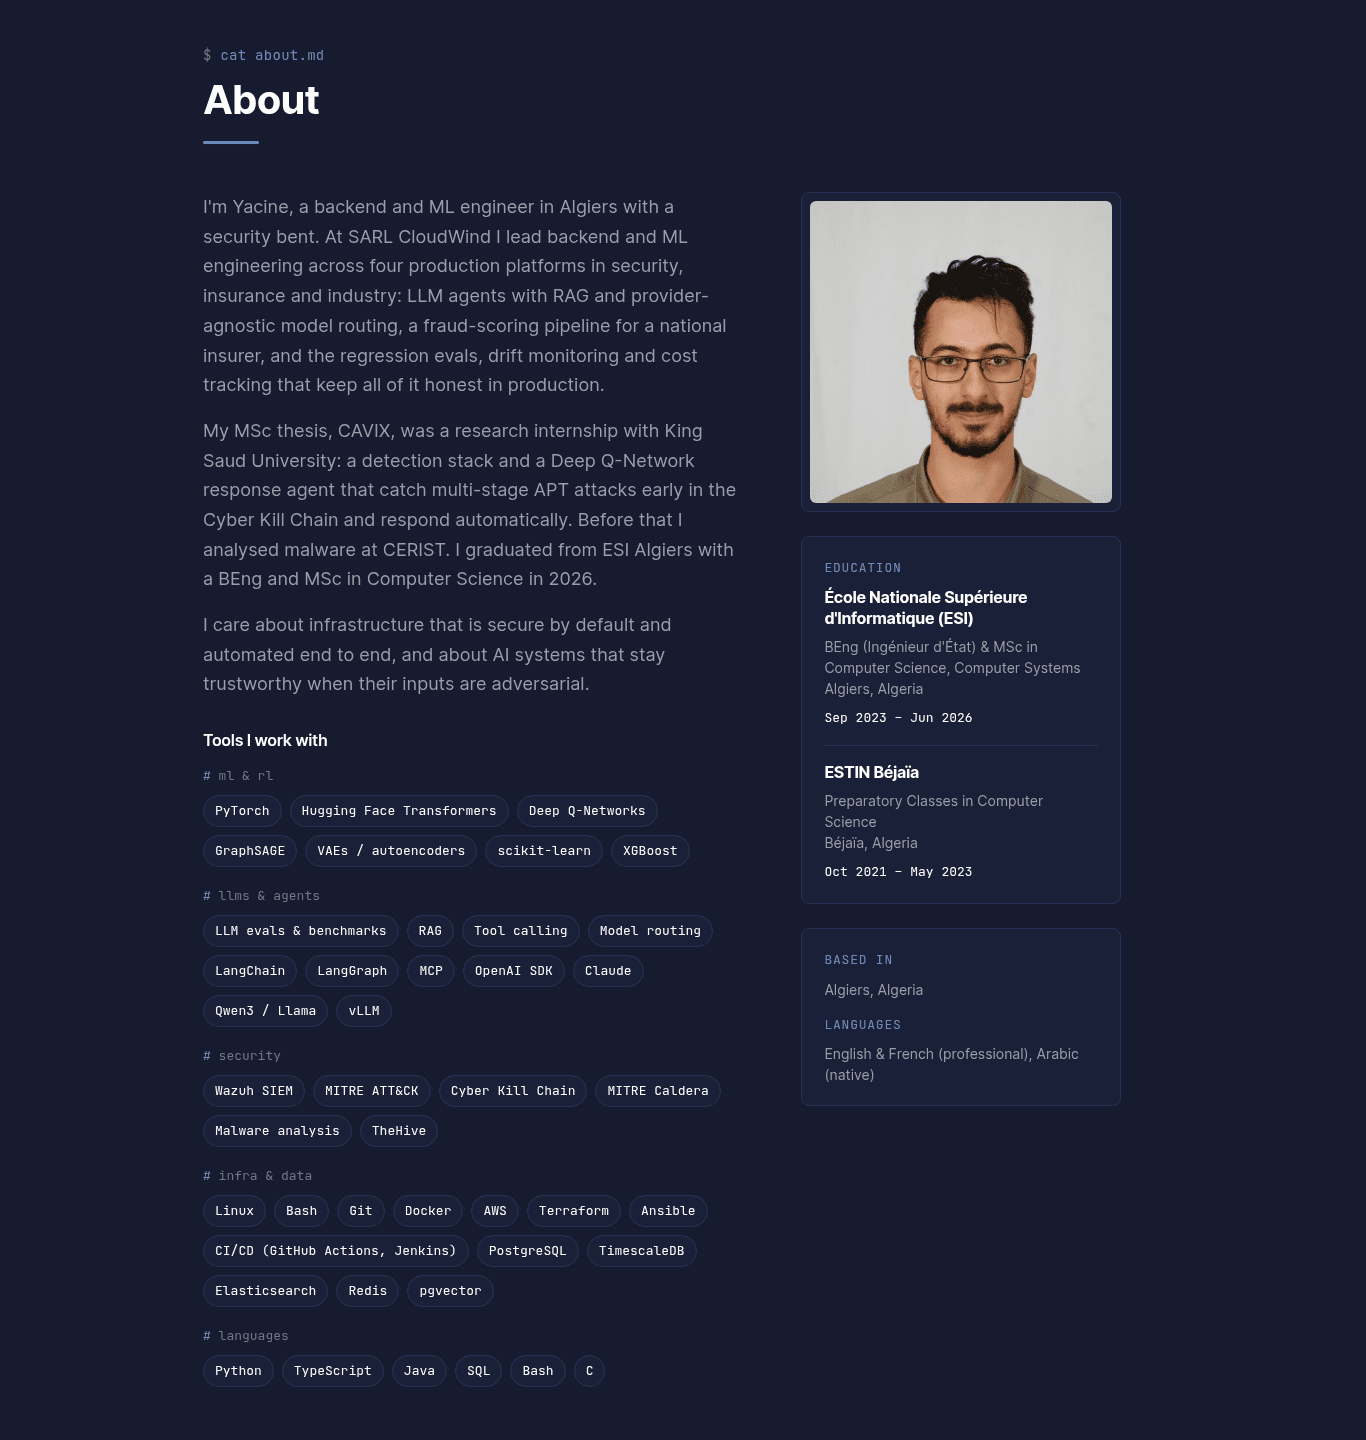 $ cat about.md
About
I'm Yacine, a backend and ML engineer in Algiers with a
security bent. At SARL CloudWind I lead backend and ML
engineering across four production platforms in security,
insurance and industry: LLM agents with RAG and provider-
agnostic model routing, a fraud-scoring pipeline for a national
insurer, and the regression evals, drift monitoring and cost
tracking that keep all of it honest in production.
My MSc thesis, CAVIX, was a research internship with King
Saud University: a detection stack and a Deep Q-Network
response agent that catch multi-stage APT attacks early in the
Cyber Kill Chain and respond automatically. Before that I
analysed malware at CERIST. I graduated from ESI Algiers with
a BEng and MSc in Computer Science in 2026.
I care about infrastructure that is secure by default and
automated end to end, and about AI systems that stay
trustworthy when their inputs are adversarial.
Tools I work with
# ml & rl
PyTorch Hugging Face Transformers Deep Q-Networks
GraphSAGE VAEs / autoencoders scikit-learn XGBoost
# llms & agents
LLM evals & benchmarks RAG Tool calling Model routing
LangChain LangGraph MCP OpenAI SDK Claude
Qwen3 / Llama vLLM
# security
Wazuh SIEM MITRE ATT&CK Cyber Kill Chain MITRE Caldera
Malware analysis TheHive
# infra & data
Linux Bash Git Docker AWS Terraform Ansible
CI/CD (GitHub Actions, Jenkins) PostgreSQL TimescaleDB
Elasticsearch Redis pgvector
# languages
Python TypeScript Java SQL Bash C
EDUCATION
École Nationale Supérieure
d'Informatique (ESI)
BEng (Ingénieur d'État) & MSc in
Computer Science, Computer Systems
Algiers, Algeria
Sep 2023 – Jun 2026
ESTIN Béjaïa
Preparatory Classes in Computer
Science
Béjaïa, Algeria
Oct 2021 – May 2023
BASED IN
Algiers, Algeria
LANGUAGES
English & French (professional), Arabic
(native)